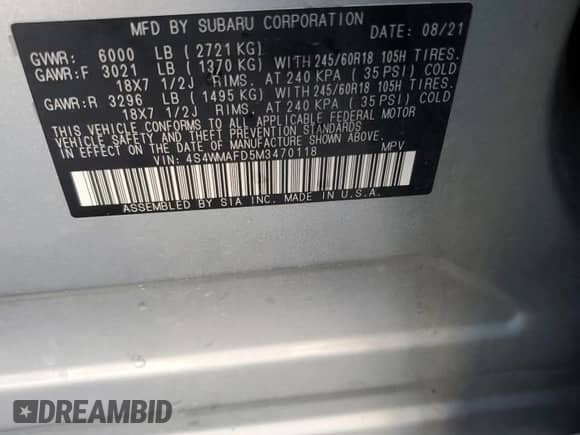 MFD BY SUBARU CORPORATION DATE: 08/21
GVWR: 6000 LB (2721 KG)
GAWR:F 3021 LB (1370 KG) WITH 245/60R18 105H TIRES.
18X7 1/2J RIMS. AT 240 KPA (35 PSI) COLD
GAWR:R 3296 LB (1495 KG) WITH 245/60R18 105H TIRES.
18X7 1/2J RIMS. AT 240 KPA (35 PSI) COLD
THIS VEHICLE CONFORMS TO ALL APPLICABLE FEDERAL MOTOR
VEHICLE SAFETY AND THEFT PREVENTION STANDARDS IN
EFFECT ON THE DATE OF MANUFACTURE SHOWN ABOVE.
VIN: 4S4WMAFD5M3470118 MPV
ASSEMBLED BY SIA INC. MADE IN U.S.A.
DREAMBID